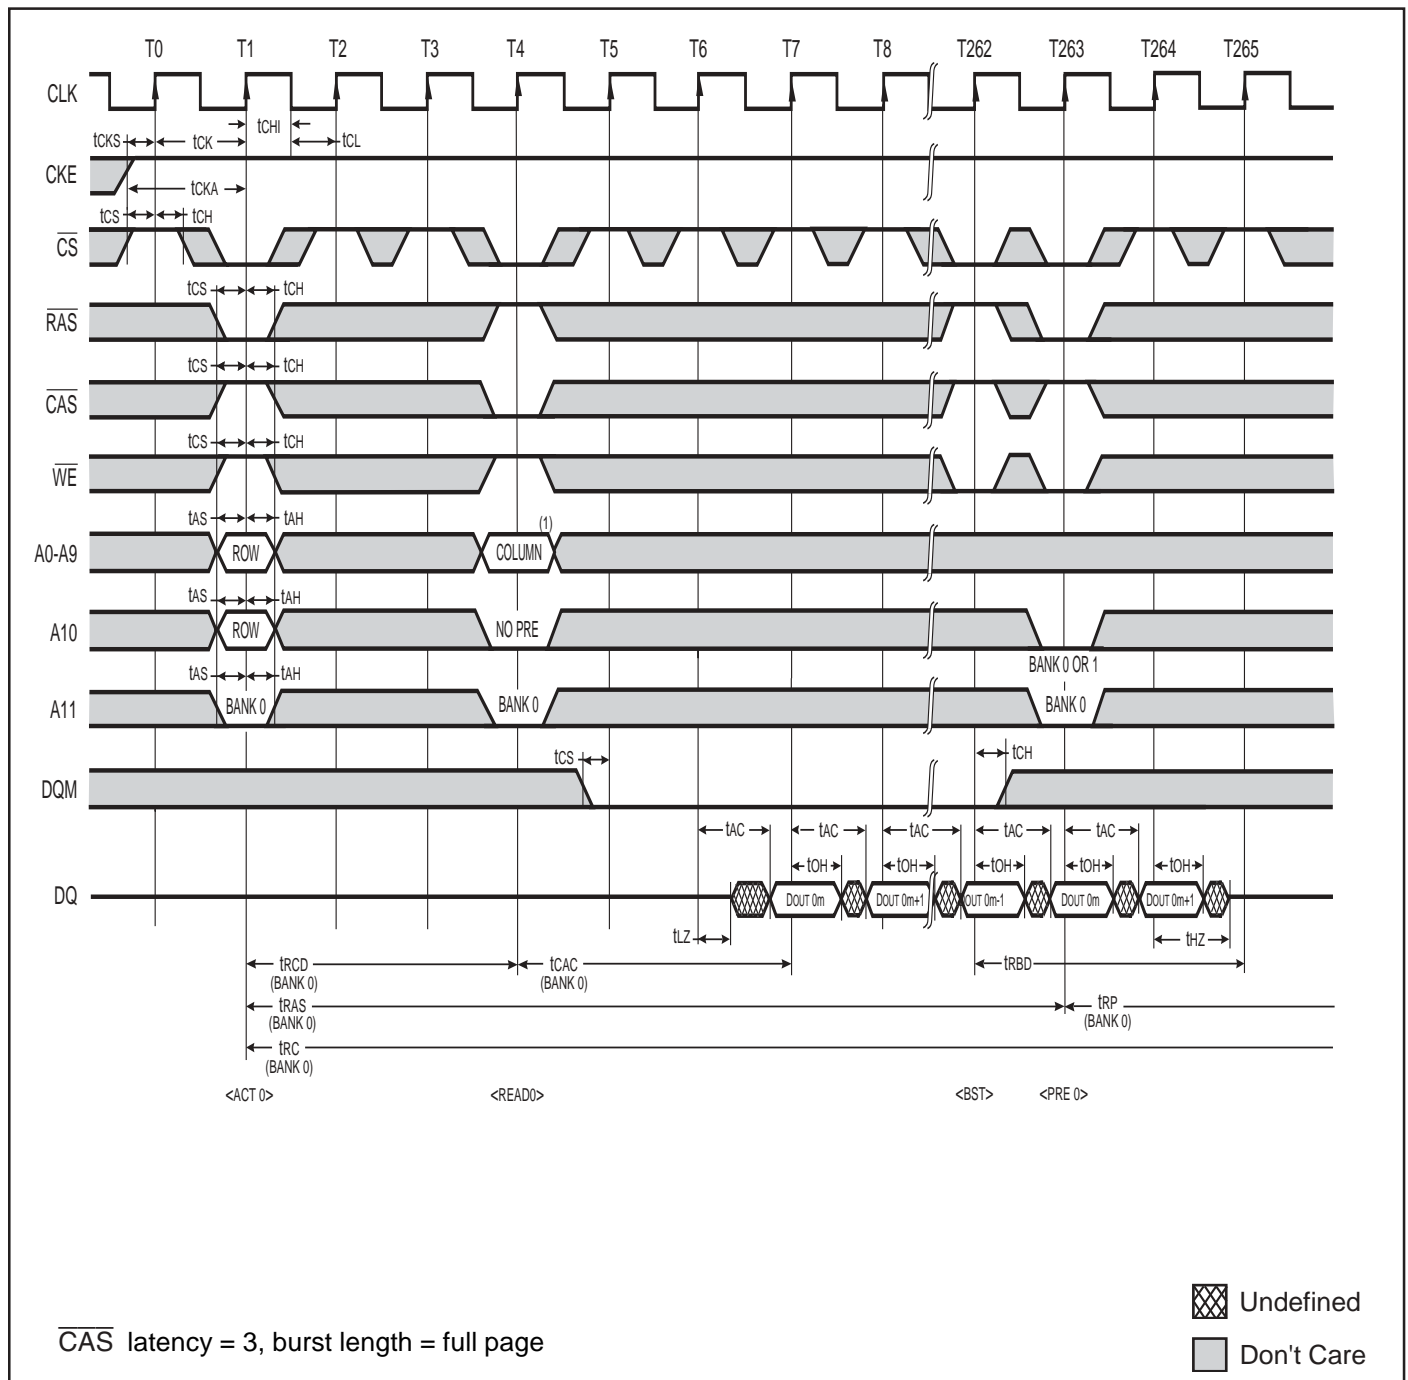 T0 T1 T2 T3 T4 T5 T6 T7 T8 T262 T263 T264 T265
CLK
tCHI
tCKS tCK tCL
CKE
tCKA
tCS tCH
CS
tCS tCH
RAS
tCS tCH
CAS
tCS tCH
WE
tAS tAH (1)
A0-A9 ROW COLUMN
tAS tAH
A10 ROW NO PRE
BANK 0 OR 1
tAS tAH
A11 BANK 0 BANK 0 BANK 0
tCS tCH
DQM
tAC tAC tAC tAC tAC
tOH tOH tOH tOH tOH
DQ DOUT 0m DOUT 0m+1 OUT 0m-1 DOUT 0m DOUT 0m+1
tLZ tHZ
tRCD tCAC tRBD
(BANK 0) (BANK 0)
tRAS tRP
(BANK 0) (BANK 0)
tRC
(BANK 0)
<ACT 0> <READ0> <BST> <PRE 0>
Undefined
CAS latency = 3, burst length = full page
Don't Care